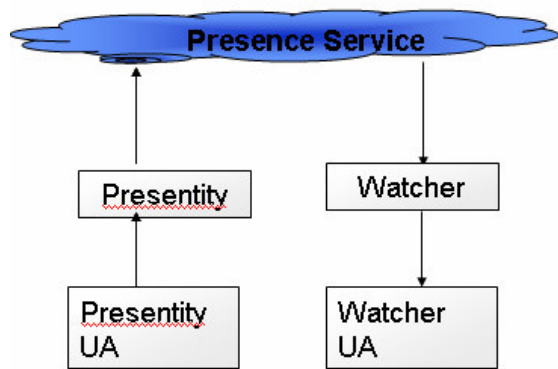 Presence Service
Presentity
Watcher
Presentity
UA
Watcher
UA